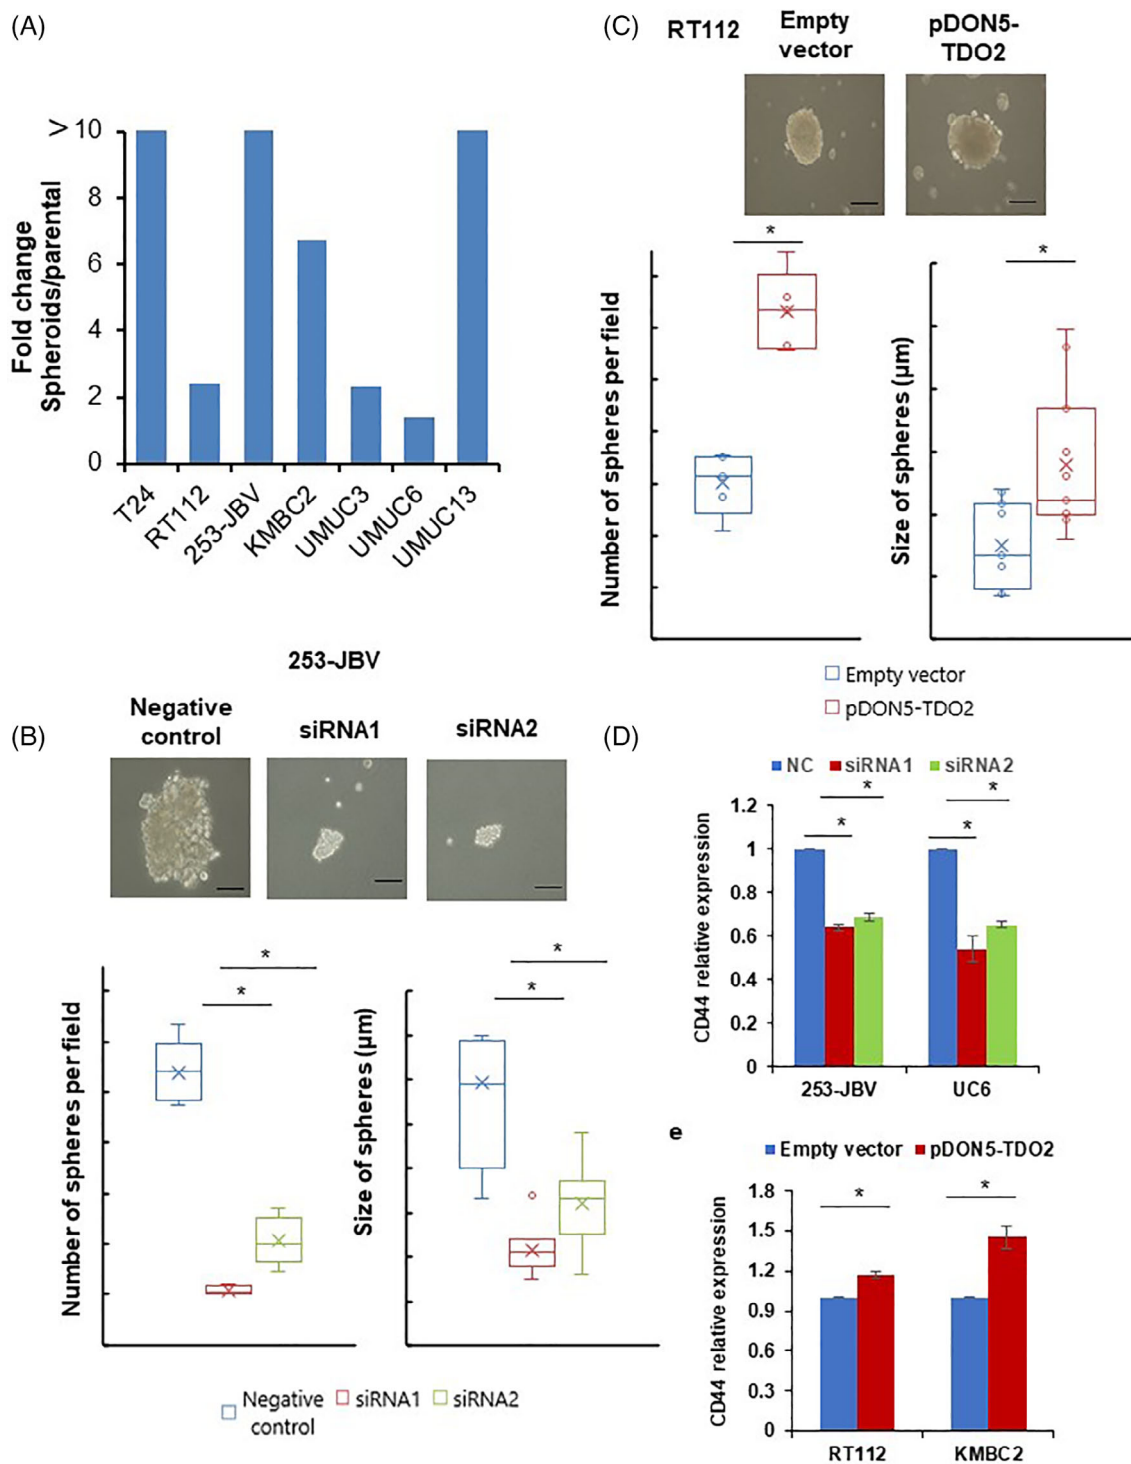 (A)
Fold change
Spheroids/parental
> 10
8
6
4
2
0
T24
RT112
253-JBV
KMBC2
UMUC3
UMUC6
UMUC13
(B)
253-JBV
Negative
control
siRNA1
siRNA2
Number of spheres per field
*
*
Size of spheres (µm)
*
*
Negative
control
siRNA1
siRNA2
(C)
RT112
Empty
vector
pDON5-
TDO2
Number of spheres per field
*
Size of spheres (µm)
*
Empty vector
pDON5-TDO2
(D)
NC
siRNA1
siRNA2
CD44 relative expression
1.2
1
0.8
0.6
0.4
0.2
0
*
*
*
*
253-JBV
UC6
e
Empty vector
pDON5-TDO2
CD44 relative expression
1.8
1.5
1.2
0.9
0.6
0.3
0
*
*
RT112
KMBC2